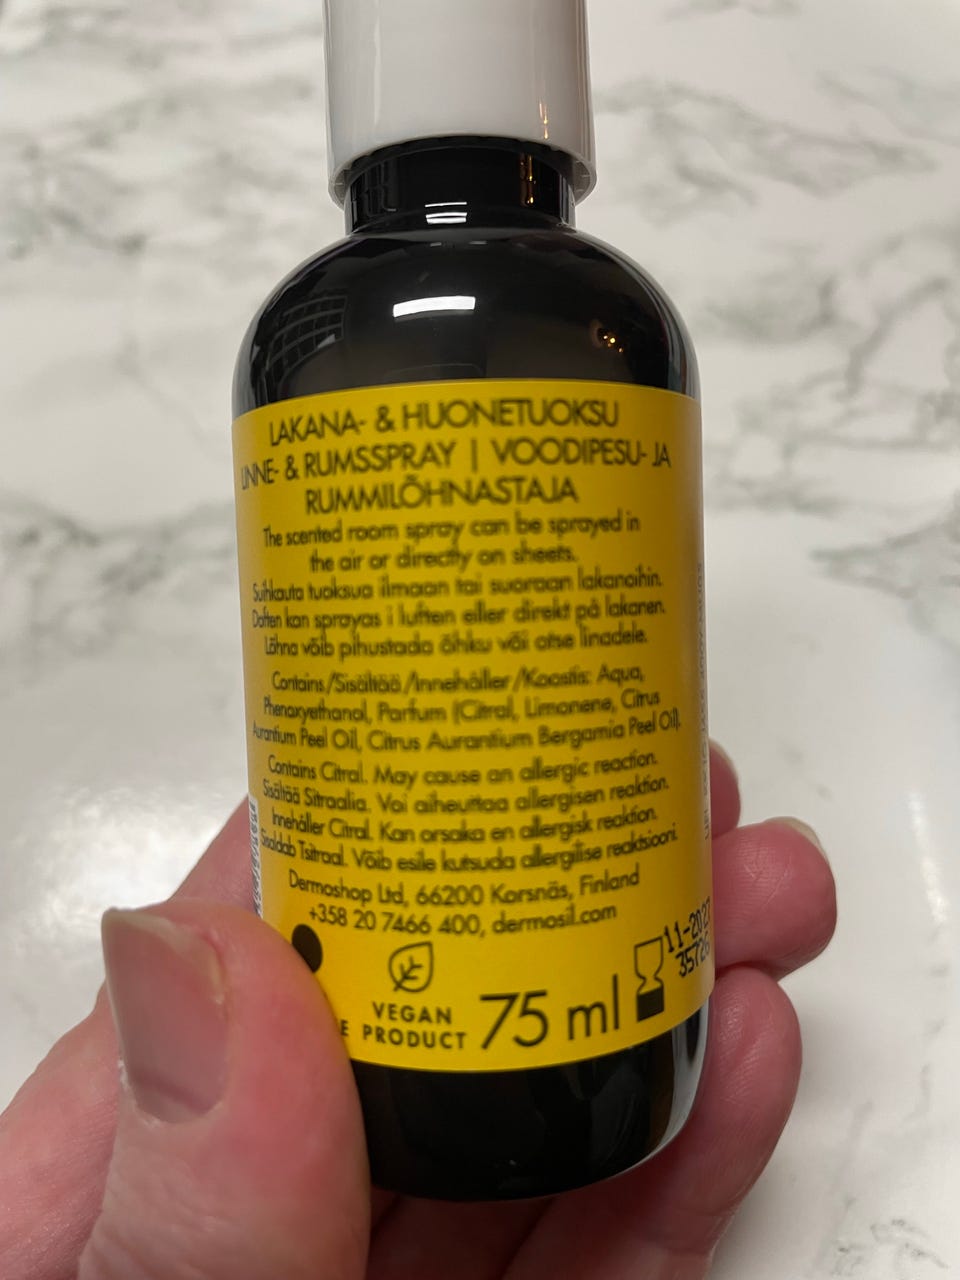 LAKANA- & HUONETUOKSU
LINNE- & RUMSSPRAY | VOODIPESU- JA
RUMMILÕHNASTAJA
The scented room spray can be sprayed in
the air or directly on sheets.
Suihkauta tuoksua ilmaan tai suoraan lakanoihin.
Doften kan sprayas i luften eller direkt på lakanen.
Lõhna võib pihustada õhku või otse linadele.
Contains/Sisältää/Innehåller/Koostis: Aqua,
Phenoxyethanol, Parfum (Citral, Limonene, Citrus
Aurantium Peel Oil, Citrus Aurantium Bergamia Peel Oil).
Contains Citral. May cause an allergic reaction.
Sisältää Sitraalia. Voi aiheuttaa allergisen reaktion.
Innehåller Citral. Kan orsaka en allergisk reaktion.
Sisaldab Tsitraal. Võib esile kutsuda allergilise reaktsiooni.
Dermoshop Ltd, 66200 Korsnäs, Finland
+358 20 7466 400, dermosil.com
VEGAN
E PRODUCT
75 ml
11-2027
35726